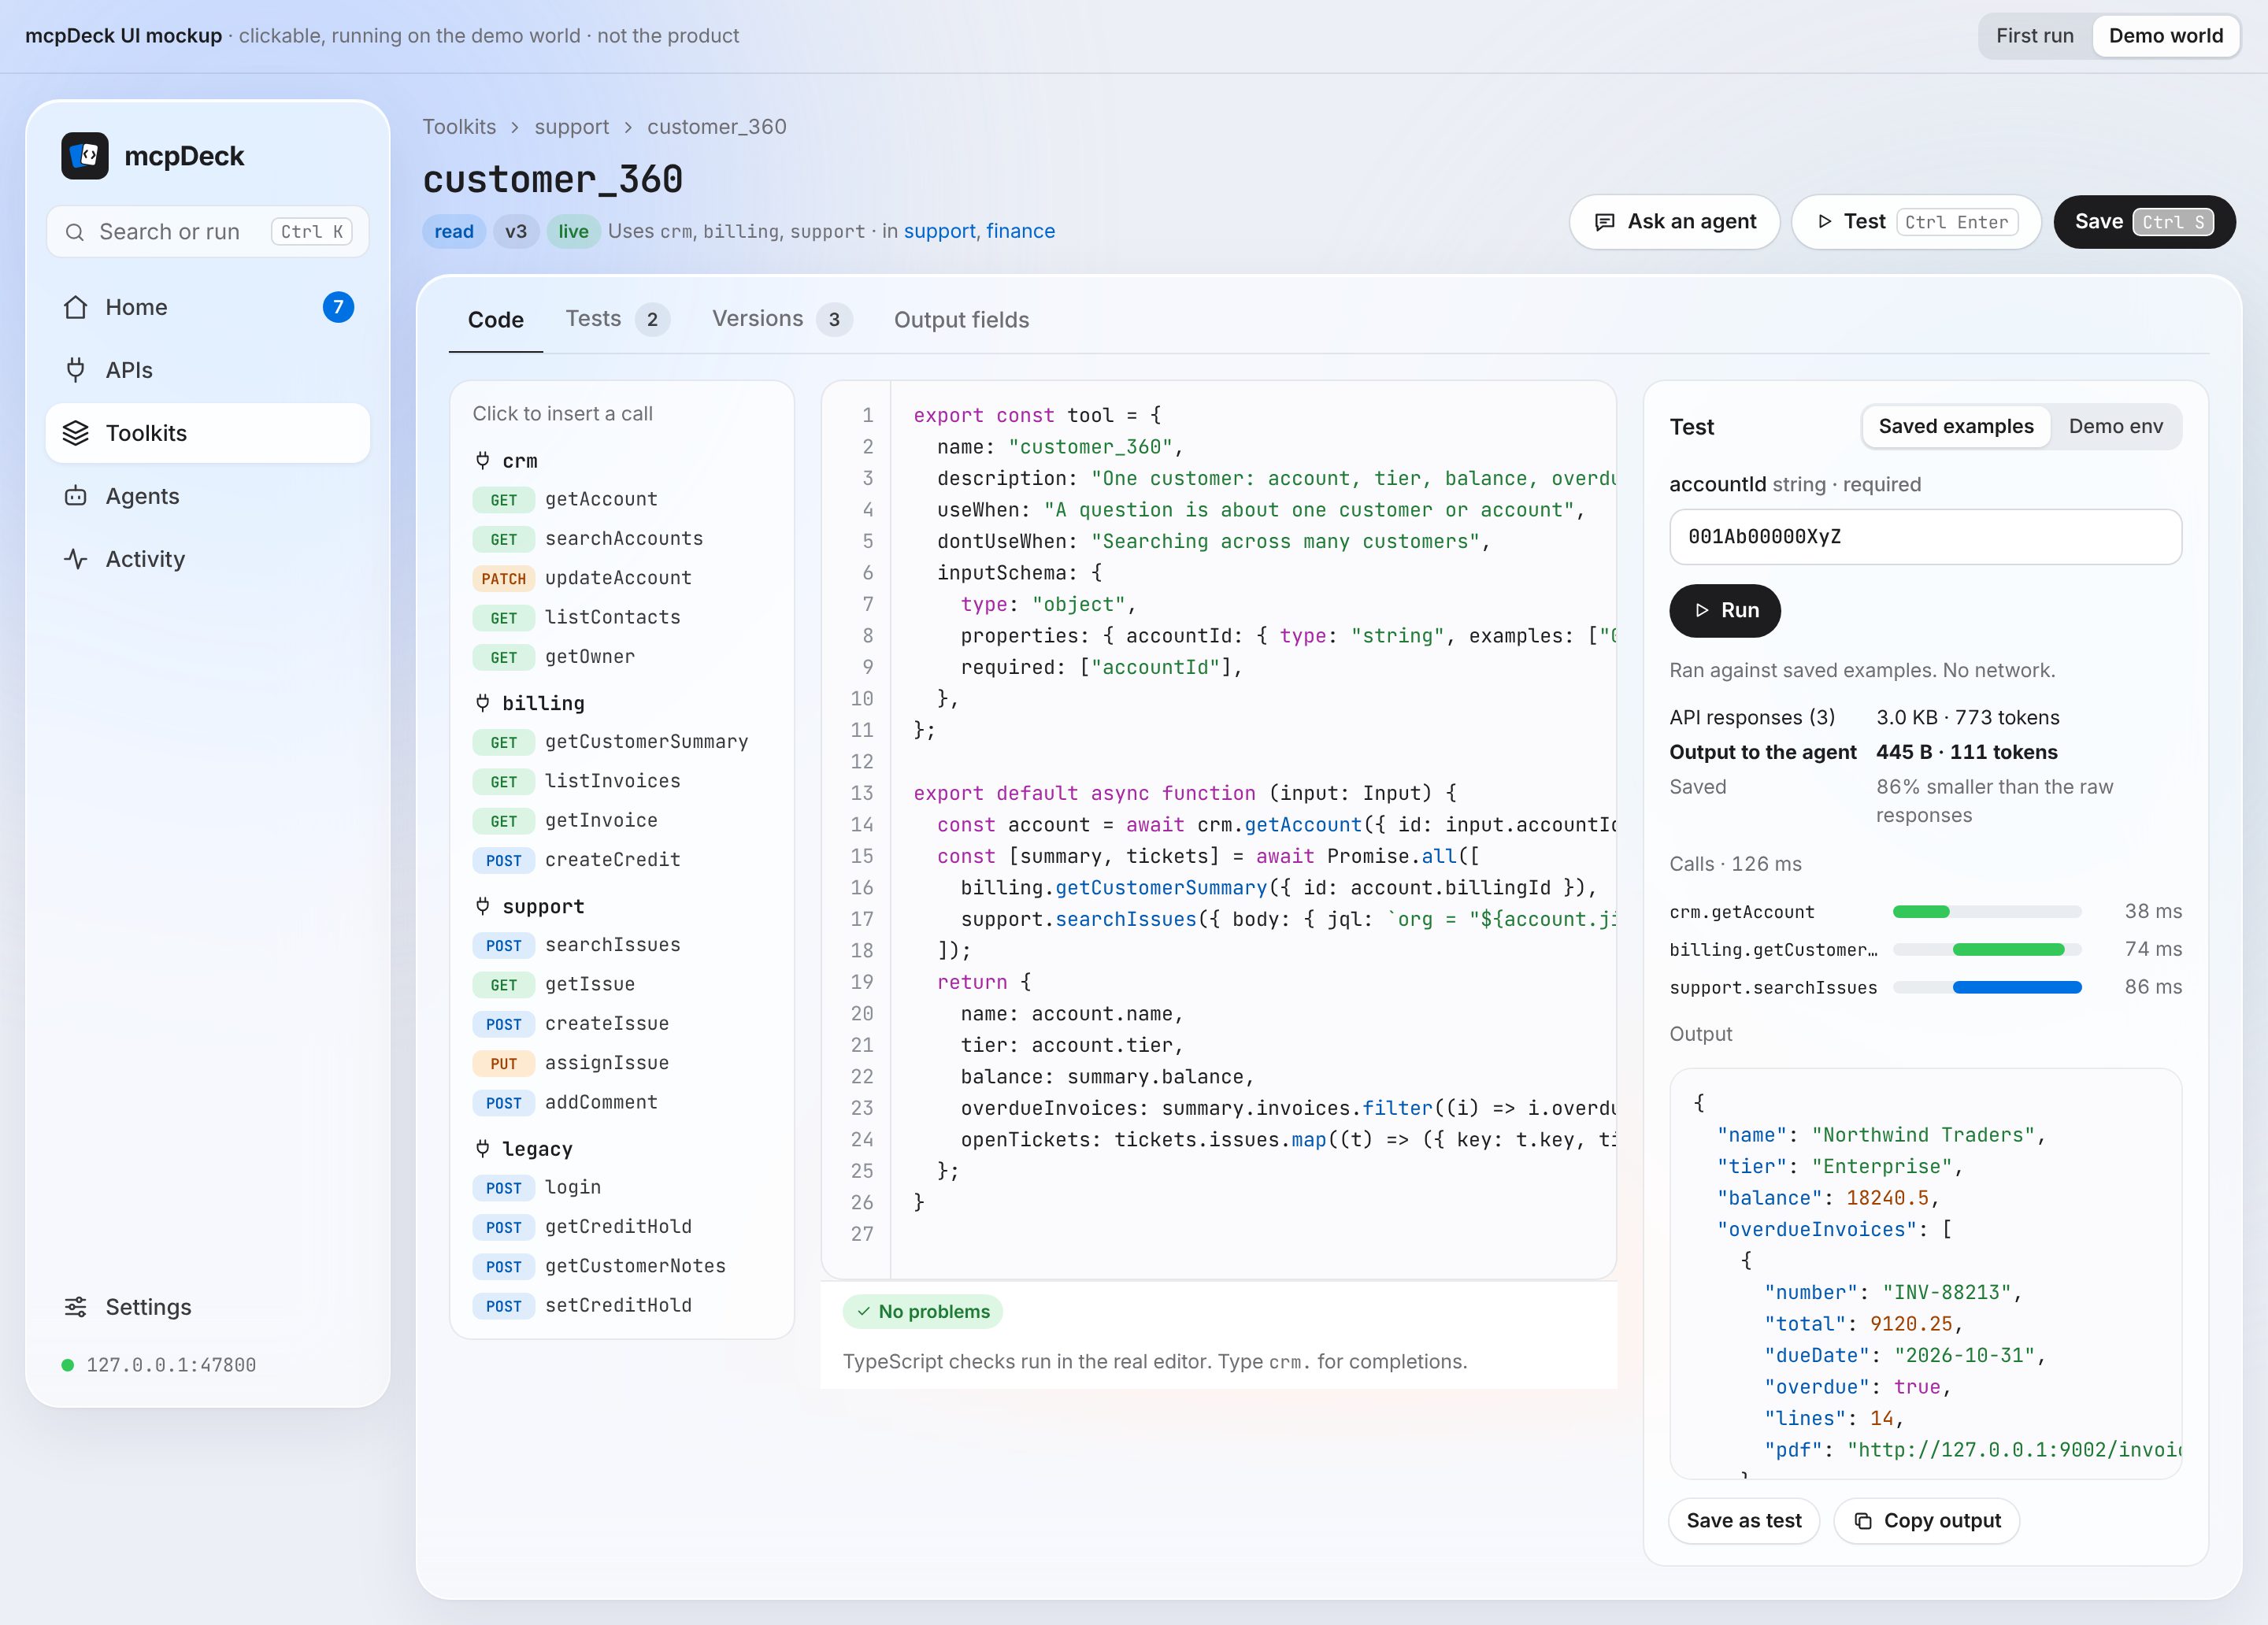 mcpDeck UI mockup · clickable, running on the demo world · not the product
First run
Demo world
mcpDeck
Search or run
Ctrl K
Home
7
APIs
Toolkits
Agents
Activity
Settings
127.0.0.1:47800
Toolkits > support > customer_360
customer_360
read v3 live Uses crm, billing, support · in support, finance
Ask an agent
Test Ctrl Enter
Save Ctrl S
Code
Tests 2
Versions 3
Output fields
Click to insert a call
crm
GET getAccount
GET searchAccounts
PATCH updateAccount
GET listContacts
GET getOwner
billing
GET getCustomerSummary
GET listInvoices
GET getInvoice
POST createCredit
support
POST searchIssues
GET getIssue
POST createIssue
PUT assignIssue
POST addComment
legacy
POST login
POST getCreditHold
POST getCustomerNotes
POST setCreditHold
1 export const tool = {
2 name: "customer_360",
3 description: "One customer: account, tier, balance, overdu
4 useWhen: "A question is about one customer or account",
5 dontUseWhen: "Searching across many customers",
6 inputSchema: {
7 type: "object",
8 properties: { accountId: { type: "string", examples: ["0
9 required: ["accountId"],
10 },
11 };
12
13 export default async function (input: Input) {
14 const account = await crm.getAccount({ id: input.accountId
15 const [summary, tickets] = await Promise.all([
16 billing.getCustomerSummary({ id: account.billingId }),
17 support.searchIssues({ body: { jql: `org = "${account.ji
18 ]);
19 return {
20 name: account.name,
21 tier: account.tier,
22 balance: summary.balance,
23 overdueInvoices: summary.invoices.filter((i) => i.overdu
24 openTickets: tickets.issues.map((t) => ({ key: t.key, ti
25 };
26 }
27
No problems
TypeScript checks run in the real editor. Type crm. for completions.
Test
Saved examples
Demo env
accountId string · required
001Ab00000XyZ
Run
Ran against saved examples. No network.
API responses (3) 3.0 KB · 773 tokens
Output to the agent 445 B · 111 tokens
Saved 86% smaller than the raw
responses
Calls · 126 ms
crm.getAccount 38 ms
billing.getCustomer… 74 ms
support.searchIssues 86 ms
Output
{
"name": "Northwind Traders",
"tier": "Enterprise",
"balance": 18240.5,
"overdueInvoices": [
{
"number": "INV-88213",
"total": 9120.25,
"dueDate": "2026-10-31",
"overdue": true,
"lines": 14,
"pdf": "http://127.0.0.1:9002/invoic
}
Save as test
Copy output